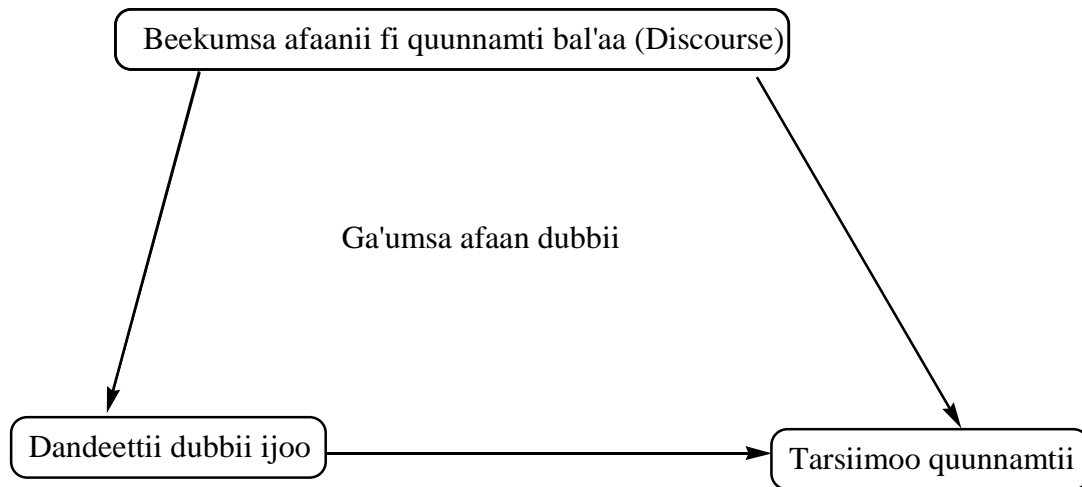 Beekumsa afaanii fi quunnamti bal'aa (Discourse)
Ga'umsa afaan dubbii
Dandeettii dubbii ijoo
Tarsiimoo quunnamtii